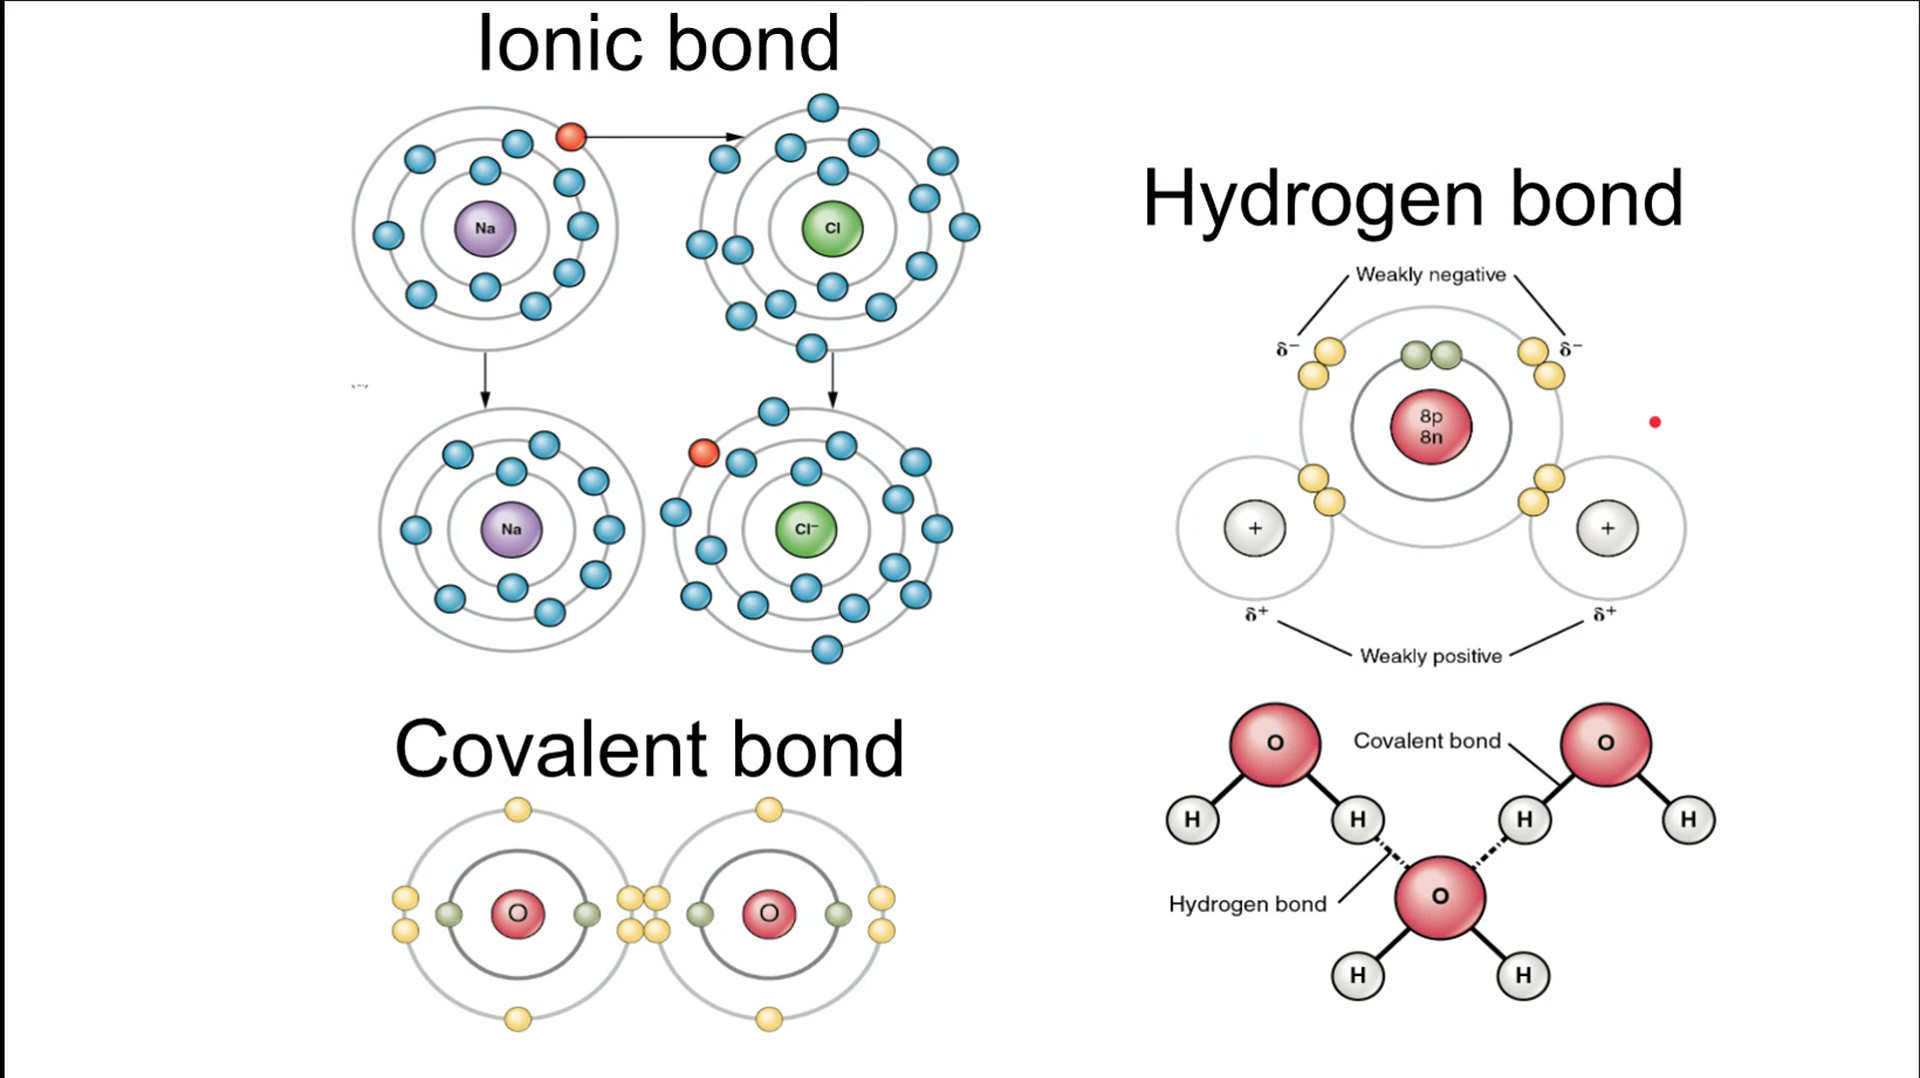 Ionic bond
Na
Cl
Na
Cl⁻
Covalent bond
O
O
Hydrogen bond
Weakly negative
δ⁻
δ⁻
8p
8n
+
+
δ⁺
δ⁺
Weakly positive
O
Covalent bond
O
H
H
H
H
Hydrogen bond
O
H
H